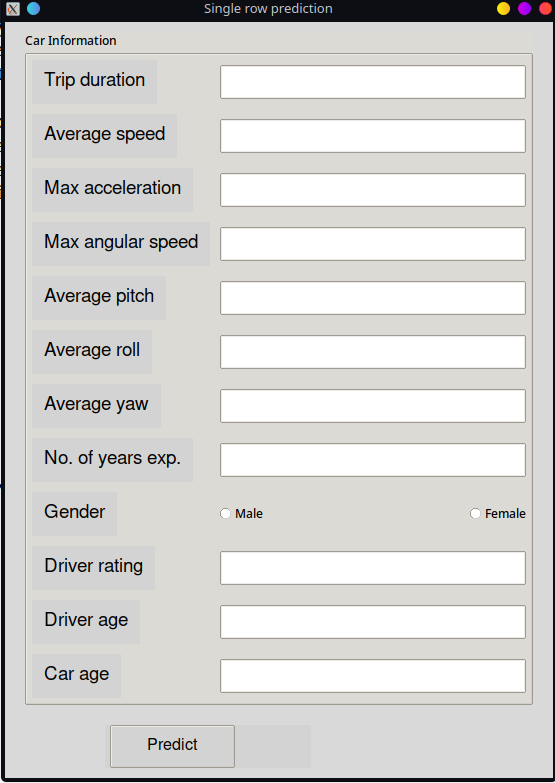 Single row prediction
Car Information
Trip duration
Average speed
Max acceleration
Max angular speed
Average pitch
Average roll
Average yaw
No. of years exp.
Gender Male Female
Driver rating
Driver age
Car age
Predict